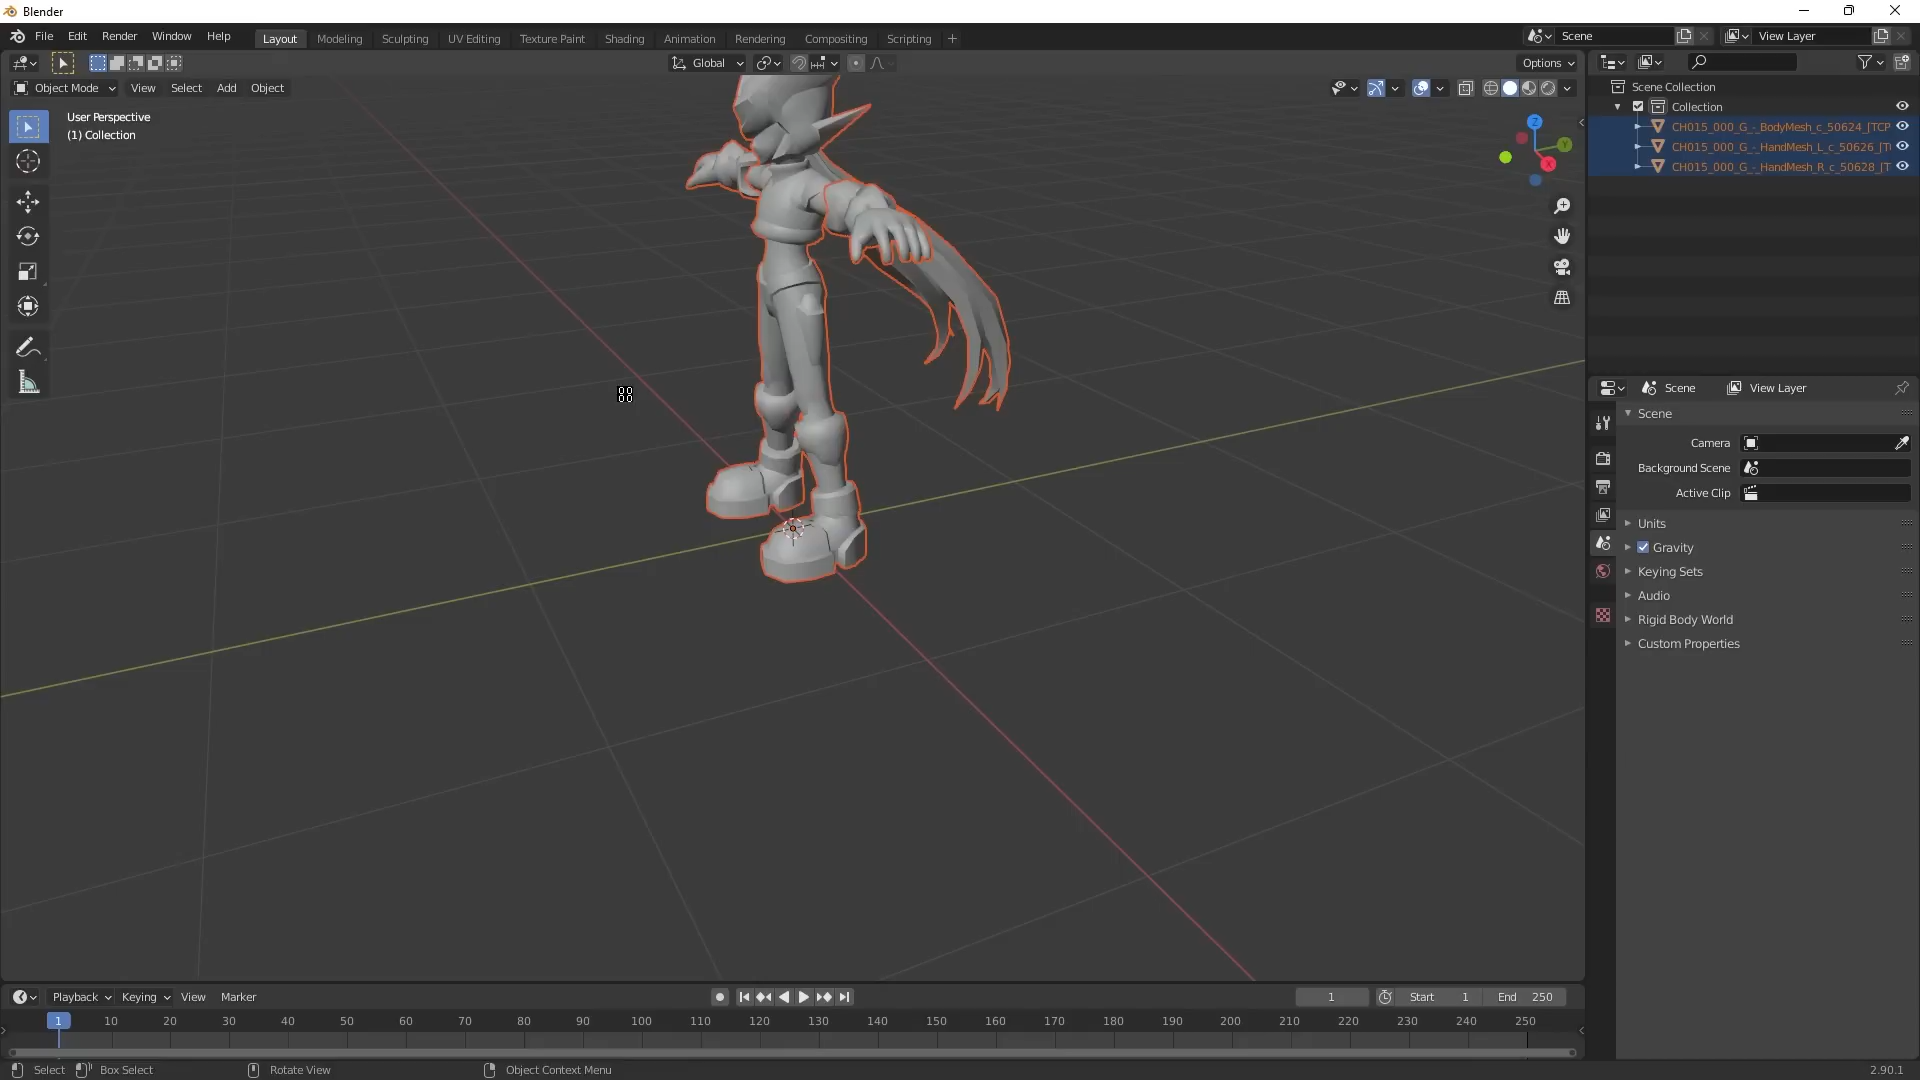 Blender
File Edit Render Window Help
Layout Modeling Sculpting UV Editing Texture Paint Shading Animation Rendering Compositing Scripting +
Scene
View Layer
Global
Options
Object Mode View Select Add Object
User Perspective
(1) Collection
Z
Y
X
Scene Collection
Collection
CH015_000_G_-_BodyMesh_c_50624_JTCP
CH015_000_G_-_HandMesh_L_c_50626_JT
CH015_000_G_-_HandMesh_R_c_50628_JT
Scene View Layer
Scene
Camera
Background Scene
Active Clip
Units
Gravity
Keying Sets
Audio
Rigid Body World
Custom Properties
Playback Keying View Marker
1
Start 1
End 250
1 10 20 30 40 50 60 70 80 90 100 110 120 130 140 150 160 170 180 190 200 210 220 230 240 250
Select Box Select Rotate View Object Context Menu
2.90.1